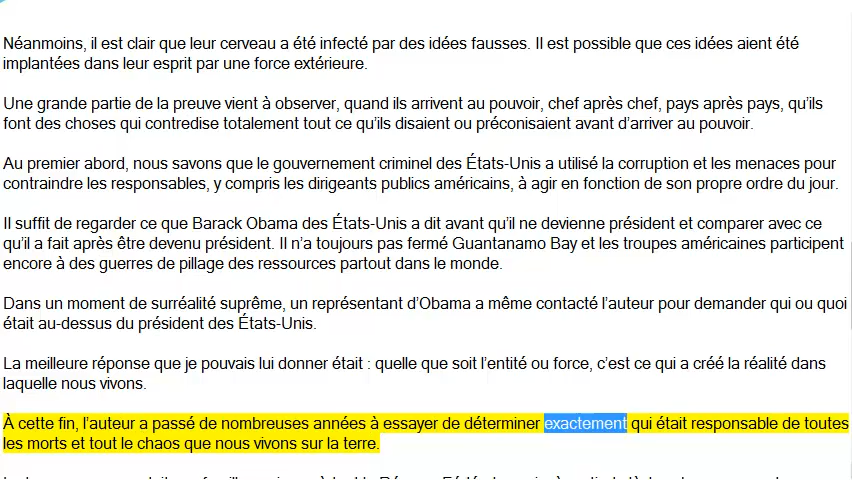 Néanmoins, il est clair que leur cerveau a été infecté par des idées fausses. Il est possible que ces idées aient été
implantées dans leur esprit par une force extérieure.
Une grande partie de la preuve vient à observer, quand ils arrivent au pouvoir, chef après chef, pays après pays, qu’ils
font des choses qui contredise totalement tout ce qu’ils disaient ou préconisaient avant d’arriver au pouvoir.
Au premier abord, nous savons que le gouvernement criminel des États-Unis a utilisé la corruption et les menaces pour
contraindre les responsables, y compris les dirigeants publics américains, à agir en fonction de son propre ordre du jour.
Il suffit de regarder ce que Barack Obama des États-Unis a dit avant qu’il ne devienne président et comparer avec ce
qu’il a fait après être devenu président. Il n’a toujours pas fermé Guantanamo Bay et les troupes américaines participent
encore à des guerres de pillage des ressources partout dans le monde.
Dans un moment de surréalité suprême, un représentant d’Obama a même contacté l’auteur pour demander qui ou quoi
était au-dessus du président des États-Unis.
La meilleure réponse que je pouvais lui donner était : quelle que soit l’entité ou force, c’est ce qui a créé la réalité dans
laquelle nous vivons.
À cette fin, l’auteur a passé de nombreuses années à essayer de déterminer exactement qui était responsable de toutes
les morts et tout le chaos que nous vivons sur la terre.